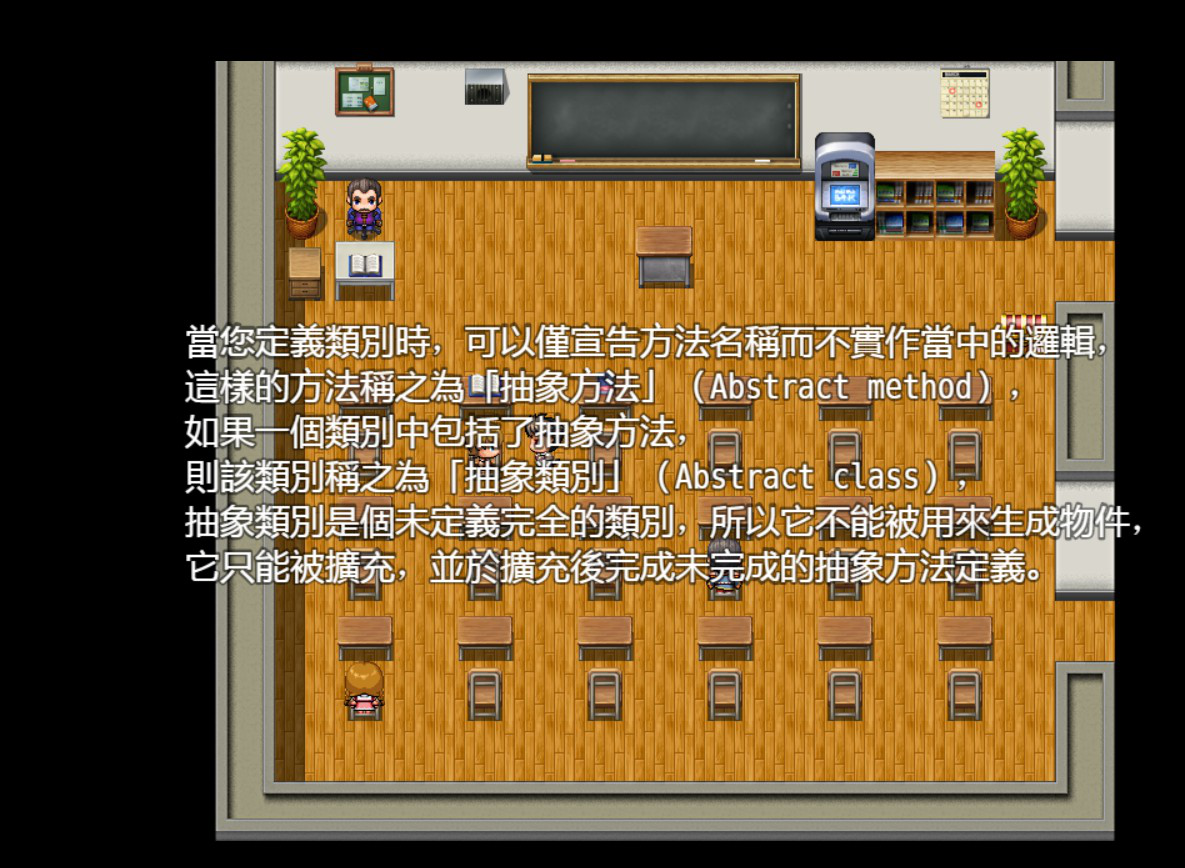 當您定義類別時，可以僅宣告方法名稱而不實作當中的邏輯，
這樣的方法稱之為「抽象方法」（Abstract method），
如果一個類別中包括了抽象方法，
則該類別稱之為「抽象類別」（Abstract class），
抽象類別是個未定義完全的類別，所以它不能被用來生成物件，
它只能被擴充，並於擴充後完成未完成的抽象方法定義。